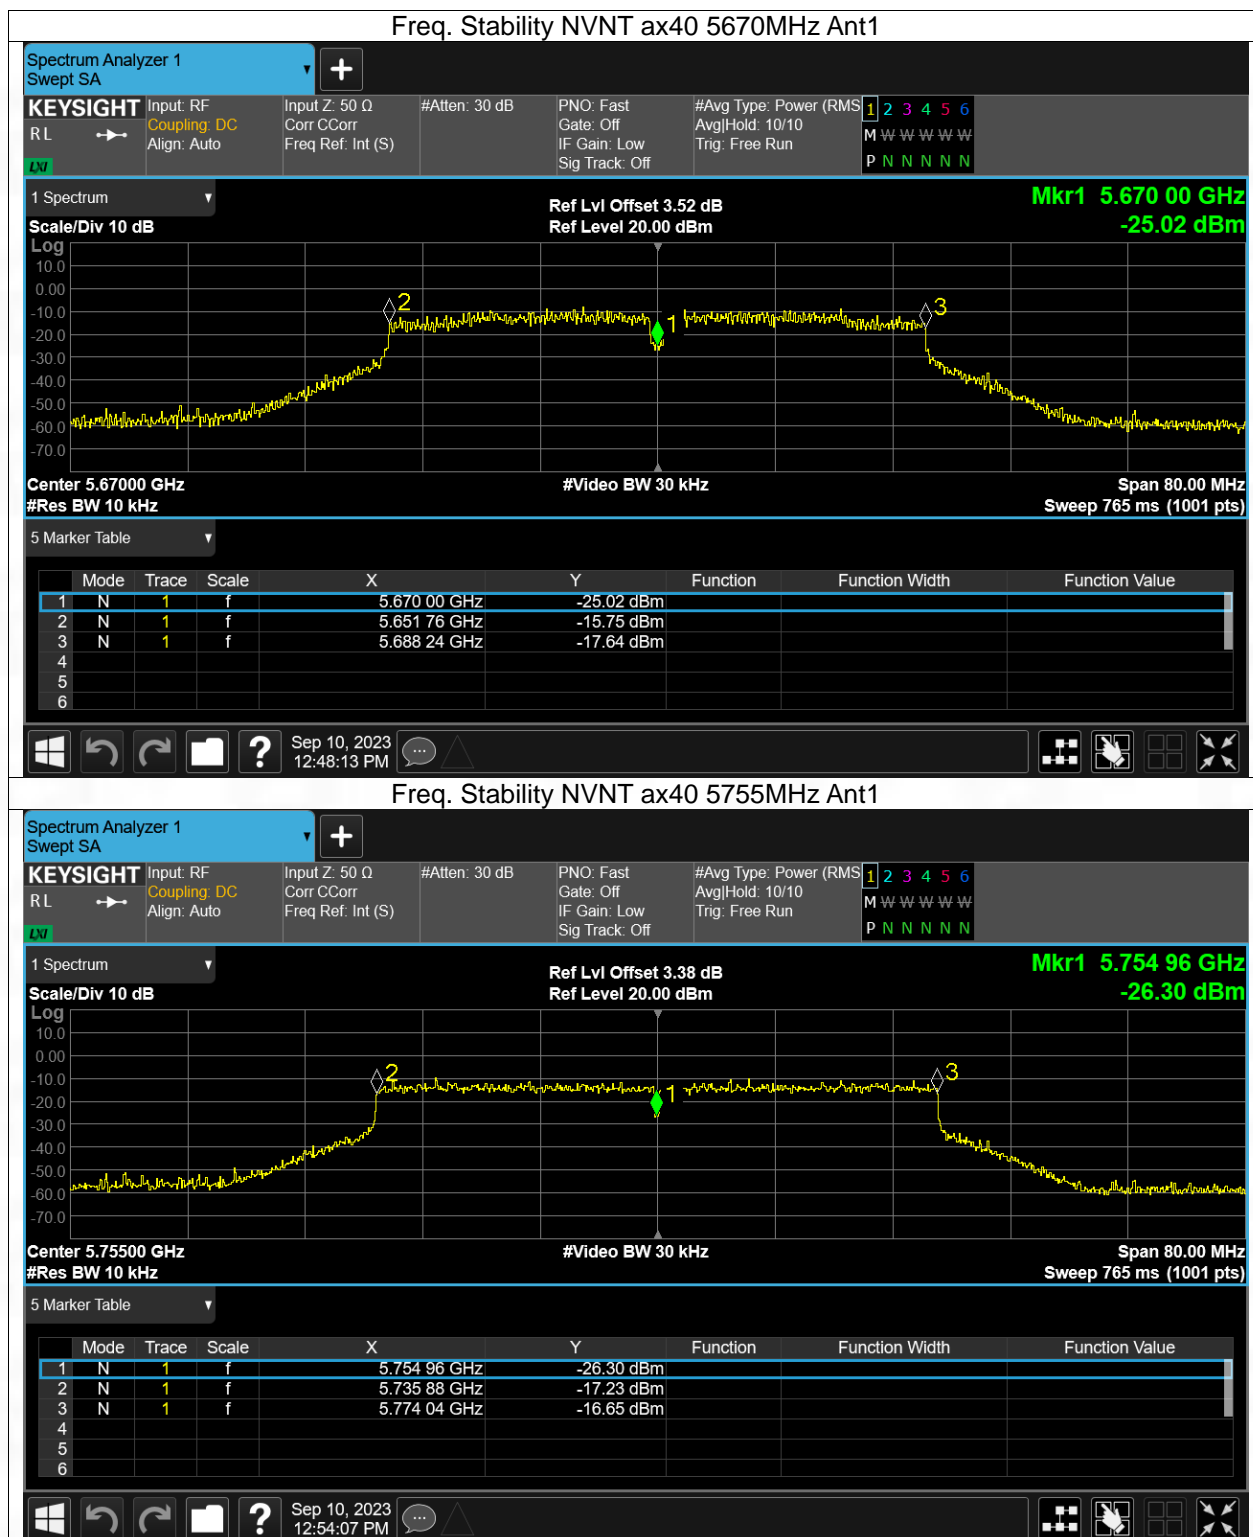 Freq. Stability NVNT ax40 5670MHz Ant1
Spectrum Analyzer 1
Swept SA
KEYSIGHT
R L
LXI
Input: RF
Coupling: DC
Align: Auto
Input Z: 50 Ω
Corr CCorr
Freq Ref: Int (S)
#Atten: 30 dB
PNO: Fast
Gate: Off
IF Gain: Low
Sig Track: Off
#Avg Type: Power (RMS
Avg|Hold: 10/10
Trig: Free Run
1 2 3 4 5 6
M W W W W W
P N N N N N
1 Spectrum
Scale/Div 10 dB
Ref Lvl Offset 3.52 dB
Ref Level 20.00 dBm
Mkr1 5.670 00 GHz
-25.02 dBm
Log
10.0
0.00
-10.0
-20.0
-30.0
-40.0
-50.0
-60.0
-70.0
2
1
3
Center 5.67000 GHz
#Video BW 30 kHz
Span 80.00 MHz
#Res BW 10 kHz
Sweep 765 ms (1001 pts)
5 Marker Table
Mode Trace Scale X Y Function Function Width Function Value
1 N 1 f 5.670 00 GHz -25.02 dBm
2 N 1 f 5.651 76 GHz -15.75 dBm
3 N 1 f 5.688 24 GHz -17.64 dBm
4
5
6
?
Sep 10, 2023
12:48:13 PM
Freq. Stability NVNT ax40 5755MHz Ant1
Spectrum Analyzer 1
Swept SA
KEYSIGHT
R L
LXI
Input: RF
Coupling: DC
Align: Auto
Input Z: 50 Ω
Corr CCorr
Freq Ref: Int (S)
#Atten: 30 dB
PNO: Fast
Gate: Off
IF Gain: Low
Sig Track: Off
#Avg Type: Power (RMS
Avg|Hold: 10/10
Trig: Free Run
1 2 3 4 5 6
M W W W W W
P N N N N N
1 Spectrum
Scale/Div 10 dB
Ref Lvl Offset 3.38 dB
Ref Level 20.00 dBm
Mkr1 5.754 96 GHz
-26.30 dBm
Log
10.0
0.00
-10.0
-20.0
-30.0
-40.0
-50.0
-60.0
-70.0
2
1
3
Center 5.75500 GHz
#Video BW 30 kHz
Span 80.00 MHz
#Res BW 10 kHz
Sweep 765 ms (1001 pts)
5 Marker Table
Mode Trace Scale X Y Function Function Width Function Value
1 N 1 f 5.754 96 GHz -26.30 dBm
2 N 1 f 5.735 88 GHz -17.23 dBm
3 N 1 f 5.774 04 GHz -16.65 dBm
4
5
6
?
Sep 10, 2023
12:54:07 PM